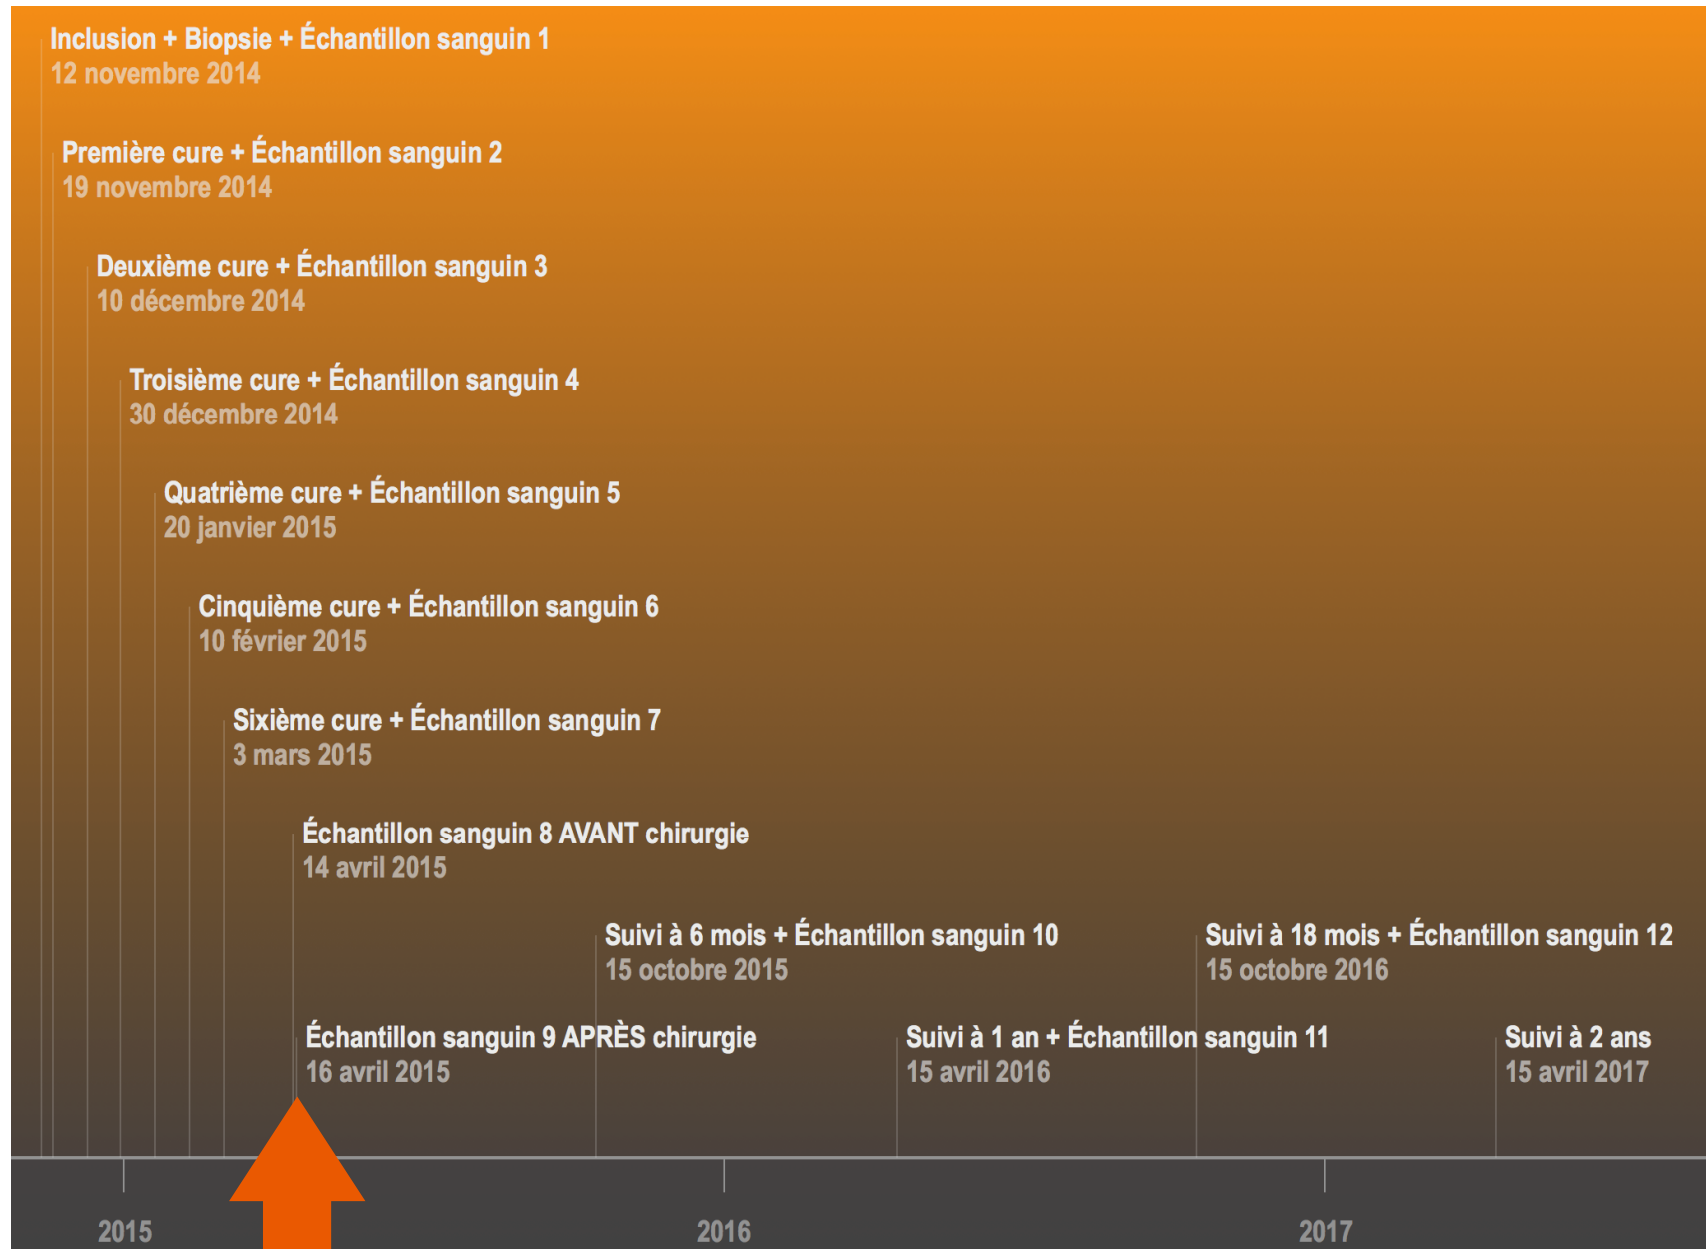 Inclusion + Biopsie + Échantillon sanguin 1
12 novembre 2014
Première cure + Échantillon sanguin 2
19 novembre 2014
Deuxième cure + Échantillon sanguin 3
10 décembre 2014
Troisième cure + Échantillon sanguin 4
30 décembre 2014
Quatrième cure + Échantillon sanguin 5
20 janvier 2015
Cinquième cure + Échantillon sanguin 6
10 février 2015
Sixième cure + Échantillon sanguin 7
3 mars 2015
Échantillon sanguin 8 AVANT chirurgie
14 avril 2015
Suivi à 6 mois + Échantillon sanguin 10
15 octobre 2015
Suivi à 18 mois + Échantillon sanguin 12
15 octobre 2016
Échantillon sanguin 9 APRÈS chirurgie
16 avril 2015
Suivi à 1 an + Échantillon sanguin 11
15 avril 2016
Suivi à 2 ans
15 avril 2017
2015
2016
2017